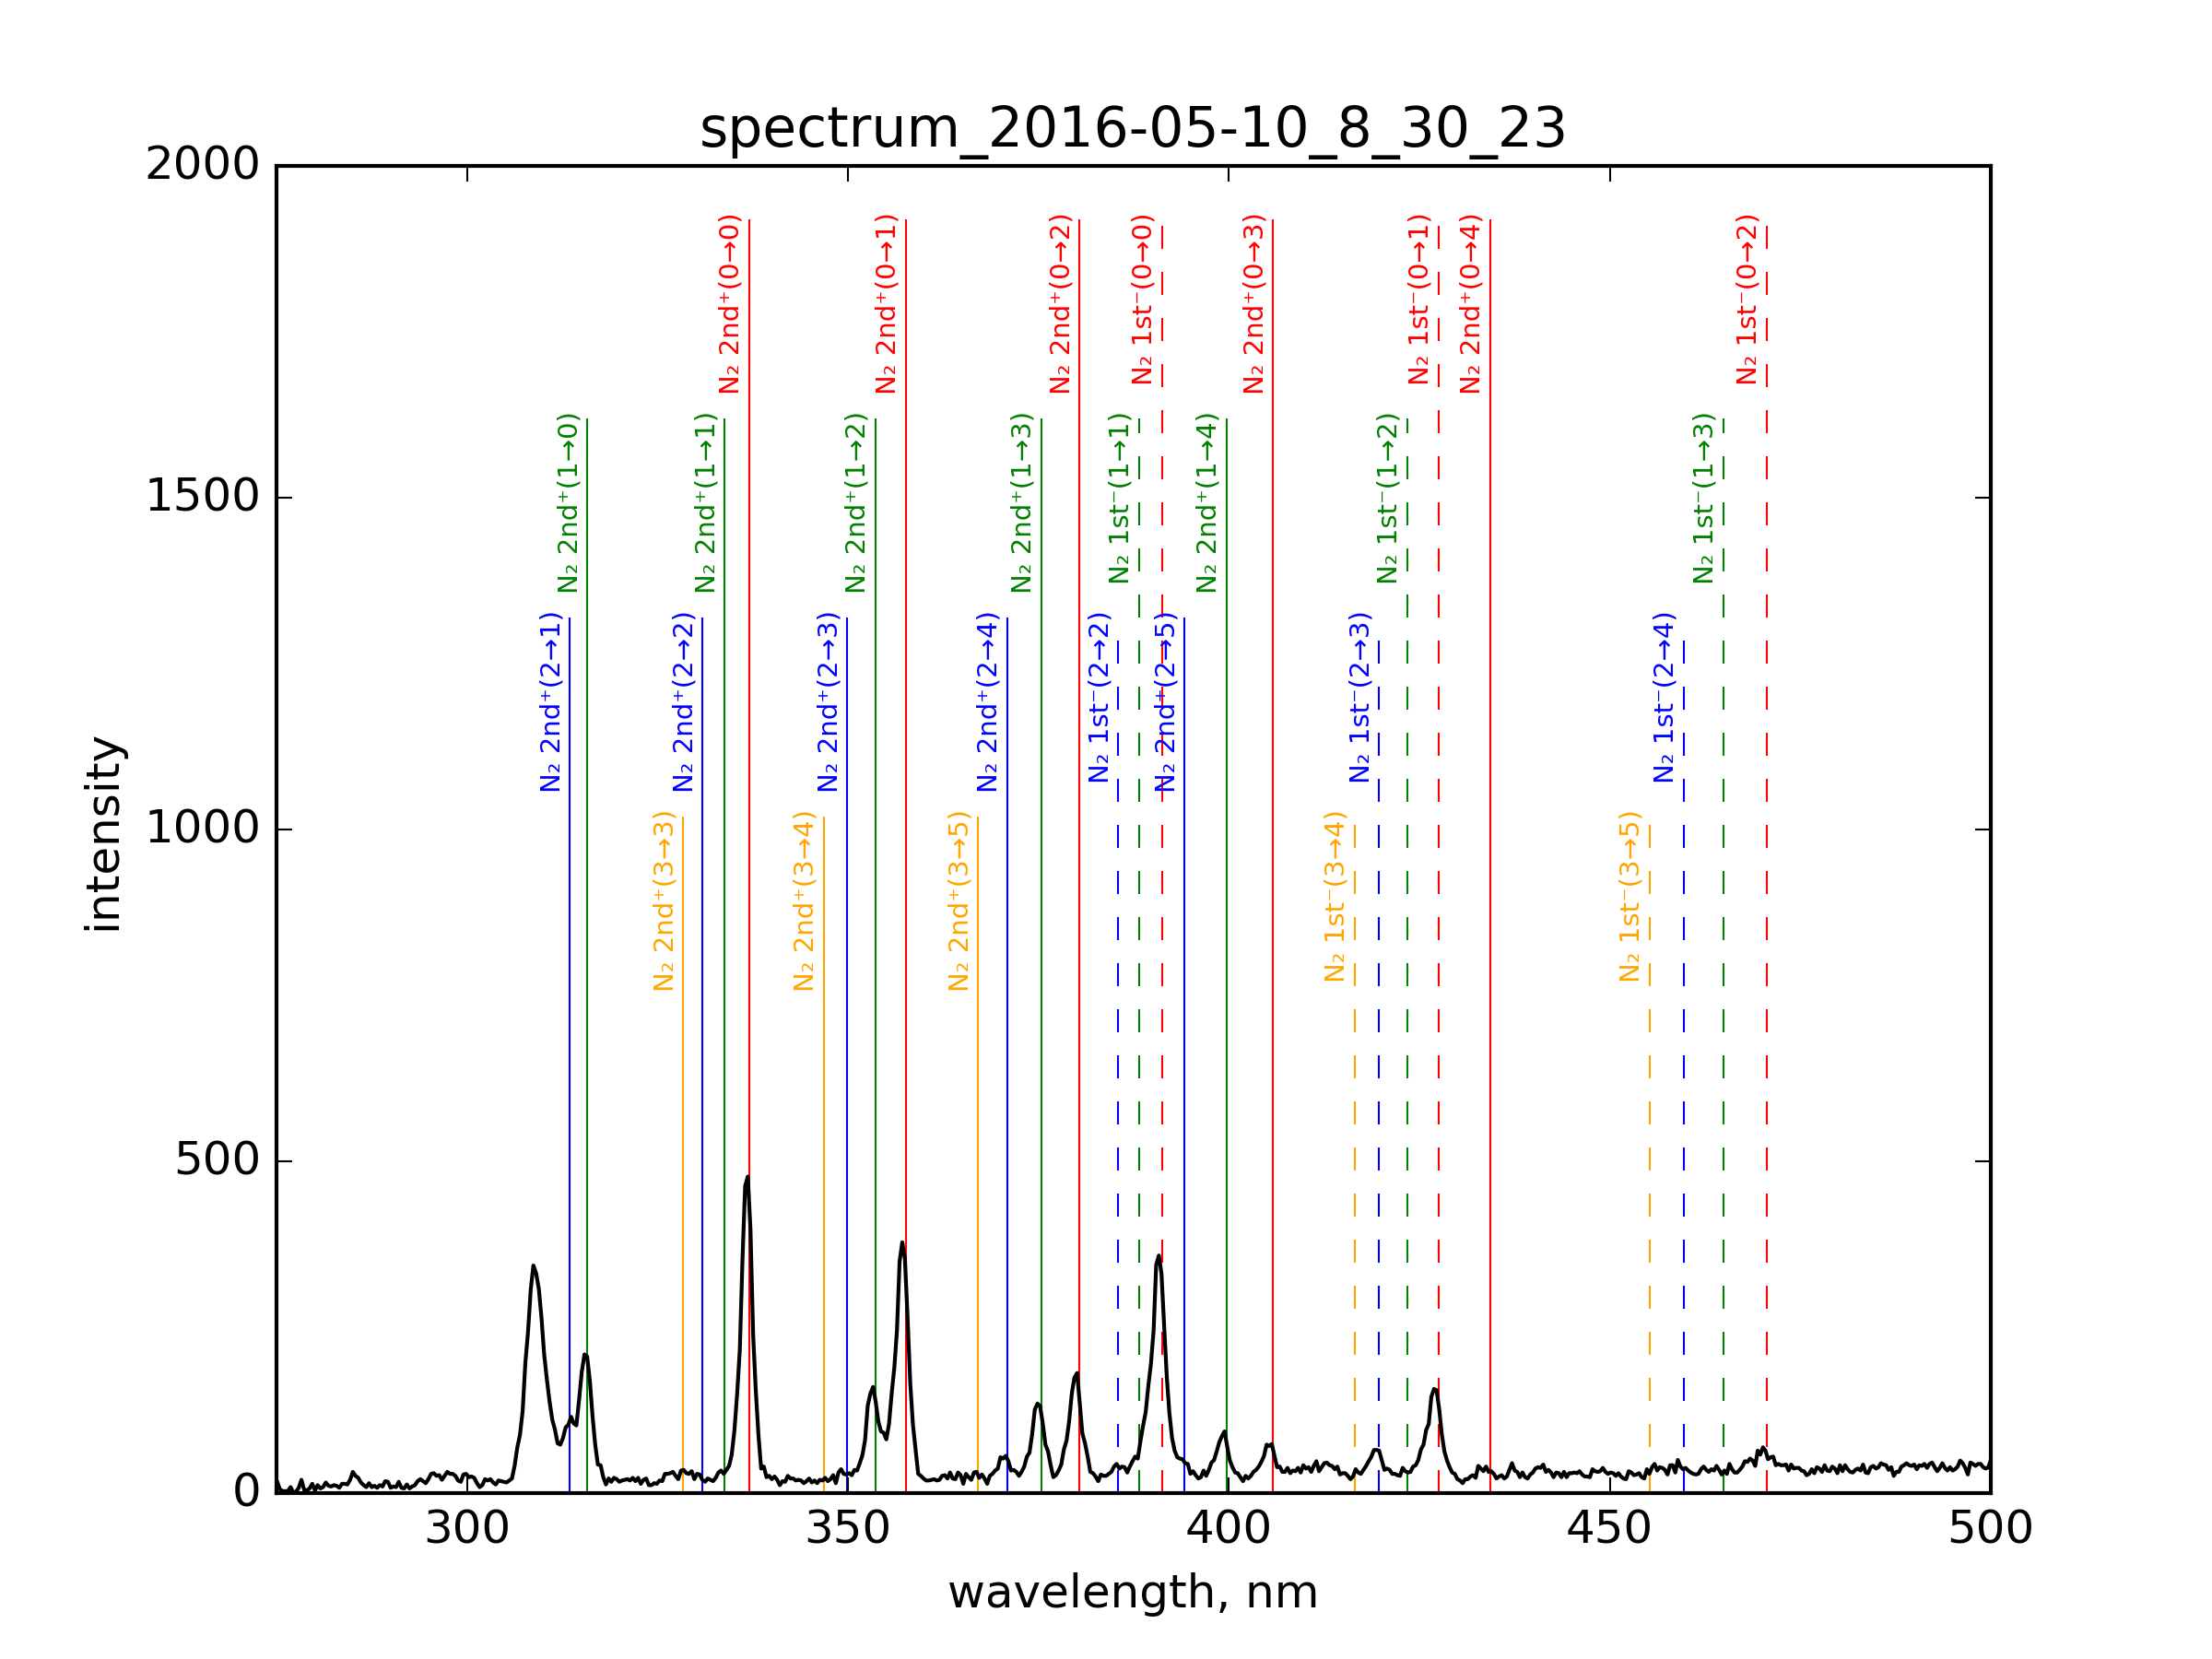 spectrum_2016-05-10_8_30_23
2000
1500
1000
500
0
intensity
N₂ 2nd⁺(0→0)
N₂ 2nd⁺(0→1)
N₂ 2nd⁺(0→2)
N₂ 1st⁻(0→0)
N₂ 2nd⁺(0→3)
N₂ 1st⁻(0→1)
N₂ 2nd⁺(0→4)
N₂ 1st⁻(0→2)
N₂ 2nd⁺(1→0)
N₂ 2nd⁺(1→1)
N₂ 2nd⁺(1→2)
N₂ 2nd⁺(1→3)
N₂ 1st⁻(1→1)
N₂ 2nd⁺(1→4)
N₂ 1st⁻(1→2)
N₂ 1st⁻(1→3)
N₂ 2nd⁺(2→1)
N₂ 2nd⁺(2→2)
N₂ 2nd⁺(2→3)
N₂ 2nd⁺(2→4)
N₂ 1st⁻(2→2)
N₂ 2nd⁺(2→5)
N₂ 1st⁻(2→3)
N₂ 1st⁻(2→4)
N₂ 2nd⁺(3→3)
N₂ 2nd⁺(3→4)
N₂ 2nd⁺(3→5)
N₂ 1st⁻(3→4)
N₂ 1st⁻(3→5)
300 350 400 450 500
wavelength, nm